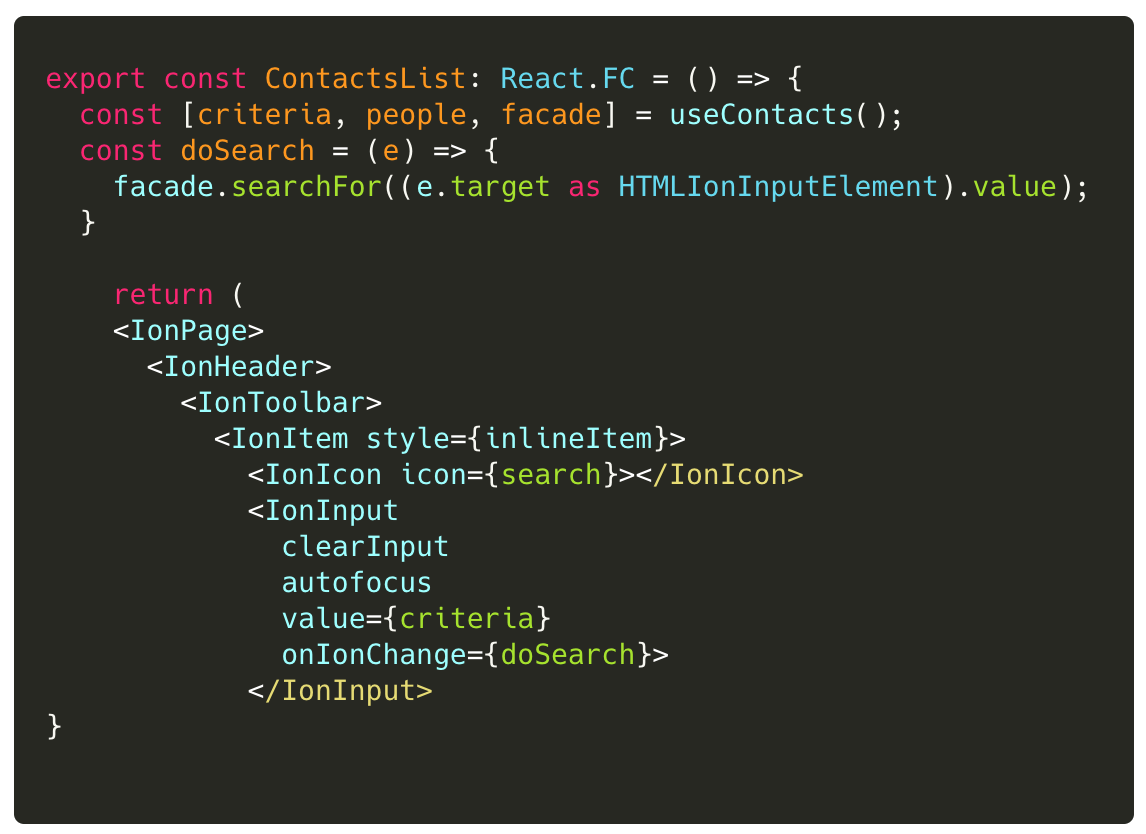 export const ContactsList: React.FC = () => {
  const [criteria, people, facade] = useContacts();
  const doSearch = (e) => {
    facade.searchFor((e.target as HTMLIonInputElement).value);
  }

    return (
    <IonPage>
      <IonHeader>
        <IonToolbar>
          <IonItem style={inlineItem}>
            <IonIcon icon={search}></IonIcon>
            <IonInput
              clearInput
              autofocus
              value={criteria}
              onIonChange={doSearch}>
            </IonInput>
}